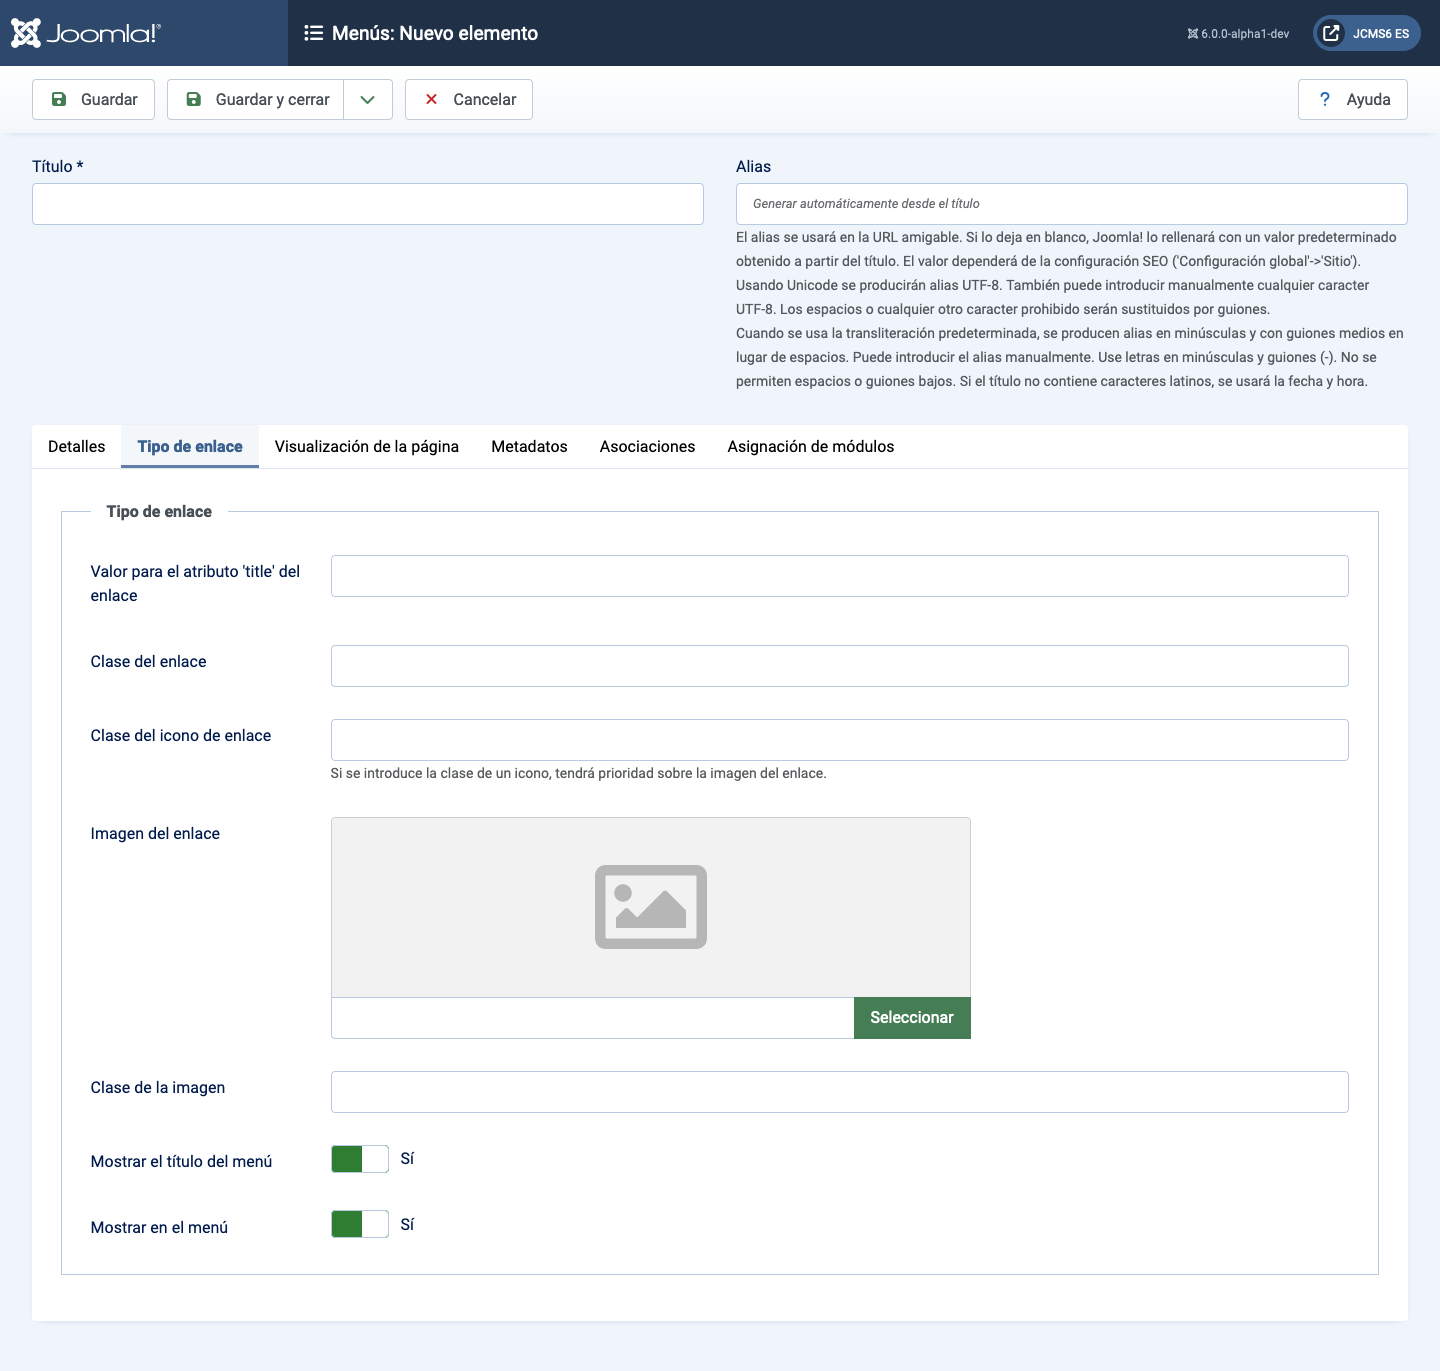 Joomla!®
Menús: Nuevo elemento
6.0.0-alpha1-dev
JCMS6 ES
Guardar
Guardar y cerrar
Cancelar
? Ayuda
Título *
Alias
Generar automáticamente desde el título
El alias se usará en la URL amigable. Si lo deja en blanco, Joomla! lo rellenará con un valor predeterminado
obtenido a partir del título. El valor dependerá de la configuración SEO ('Configuración global'->'Sitio').
Usando Unicode se producirán alias UTF-8. También puede introducir manualmente cualquier caracter
UTF-8. Los espacios o cualquier otro caracter prohibido serán sustituidos por guiones.
Cuando se usa la transliteración predeterminada, se producen alias en minúsculas y con guiones medios en
lugar de espacios. Puede introducir el alias manualmente. Use letras en minúsculas y guiones (-). No se
permiten espacios o guiones bajos. Si el título no contiene caracteres latinos, se usará la fecha y hora.
Detalles
Tipo de enlace
Visualización de la página
Metadatos
Asociaciones
Asignación de módulos
Tipo de enlace
Valor para el atributo 'title' del
enlace
Clase del enlace
Clase del icono de enlace
Si se introduce la clase de un icono, tendrá prioridad sobre la imagen del enlace.
Imagen del enlace
Seleccionar
Clase de la imagen
Mostrar el título del menú
Sí
Mostrar en el menú
Sí